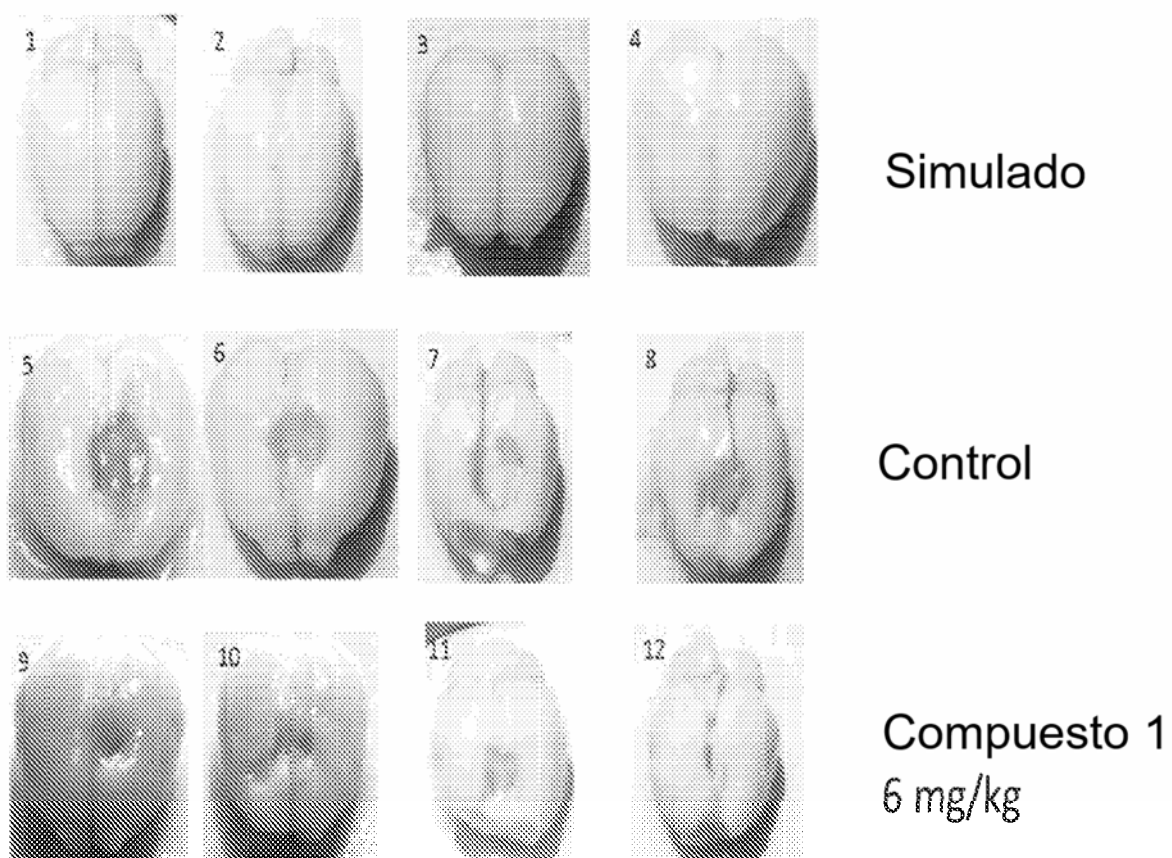 1 2 3 4
Simulado
5 6 7 8
Control
9 10 11 12
Compuesto 1
6 mg/kg